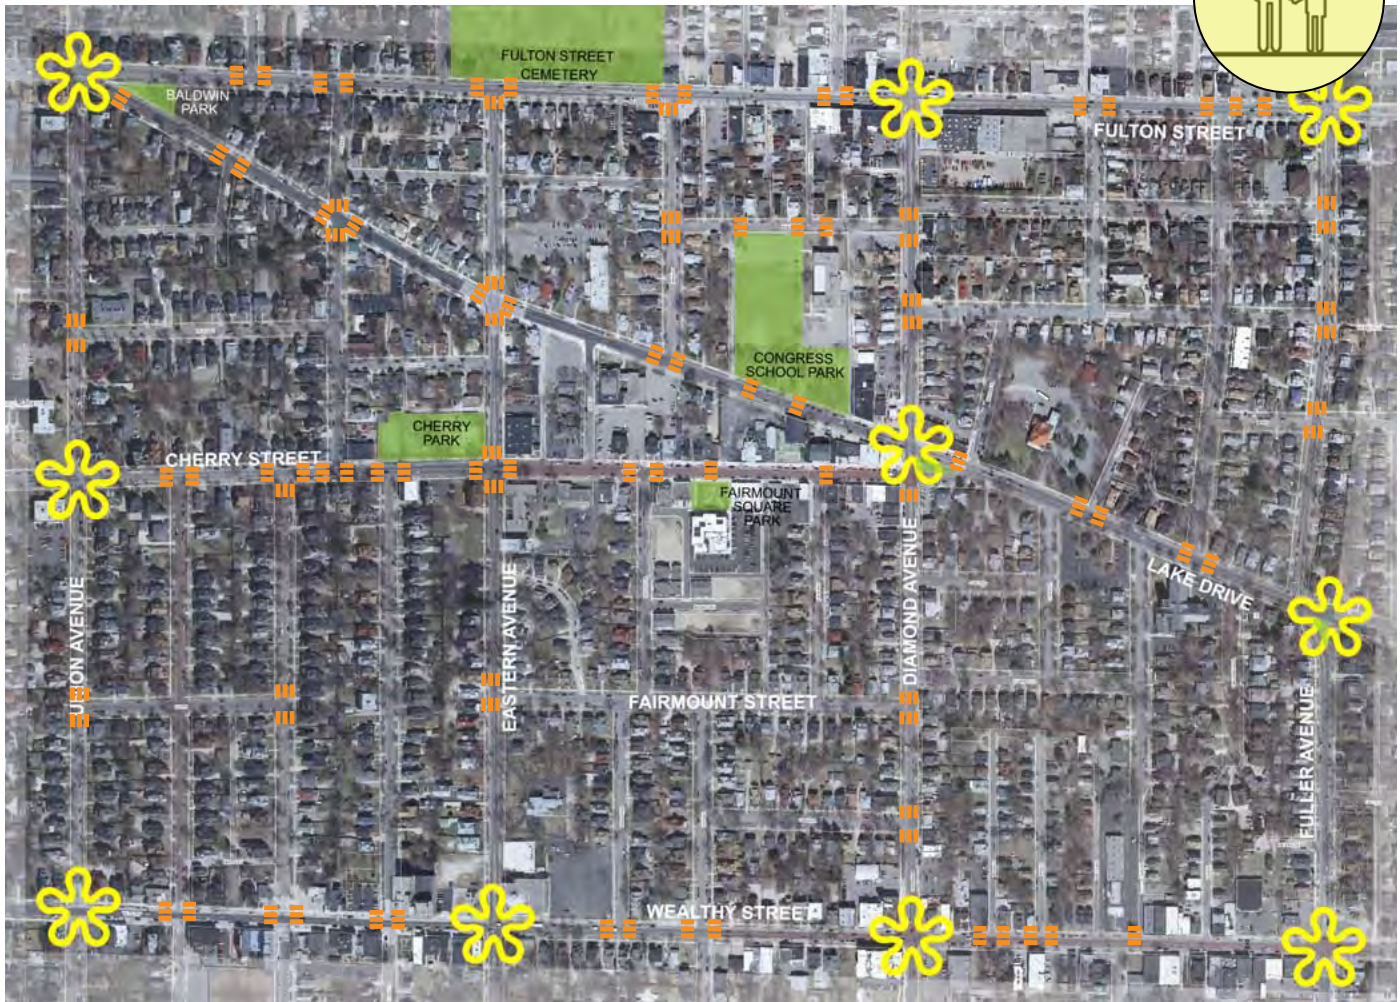 FULTON STREET
CEMETERY
BALDWIN
PARK
FULTON STREET
CONGRESS
SCHOOL PARK
CHERRY
PARK
CHERRY STREET
FAIRMOUNT
SQUARE
PARK
LAKE DRIVE
UNION AVENUE
EASTERN AVENUE
DIAMOND AVENUE
FAIRMOUNT STREET
FULLER AVENUE
WEALTHY STREET